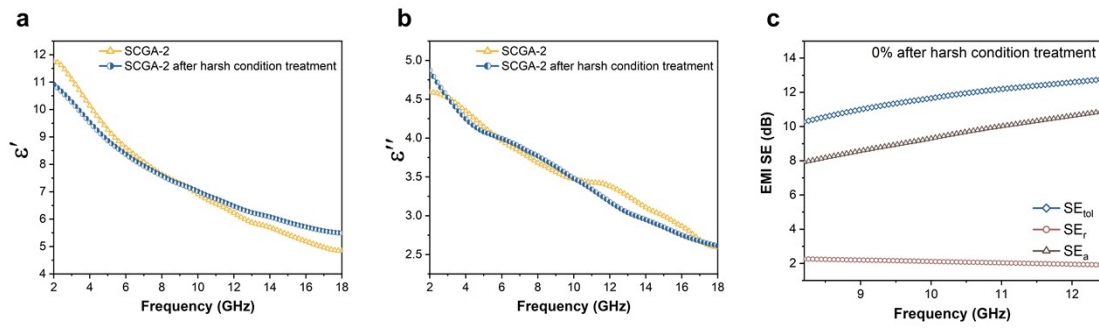 a
SCGA-2
SCGA-2 after harsh condition treatment
12
11
10
9
8
7
6
5
4
ε′
2 4 6 8 10 12 14 16 18
Frequency (GHz)
b
SCGA-2
SCGA-2 after harsh condition treatment
5.0
4.5
4.0
3.5
3.0
2.5
ε′′
2 4 6 8 10 12 14 16 18
Frequency (GHz)
c
0% after harsh condition treatment
14
12
10
8
6
4
2
EMI SE (dB)
SEtol
SEr
SEa
9 10 11 12
Frequency (GHz)